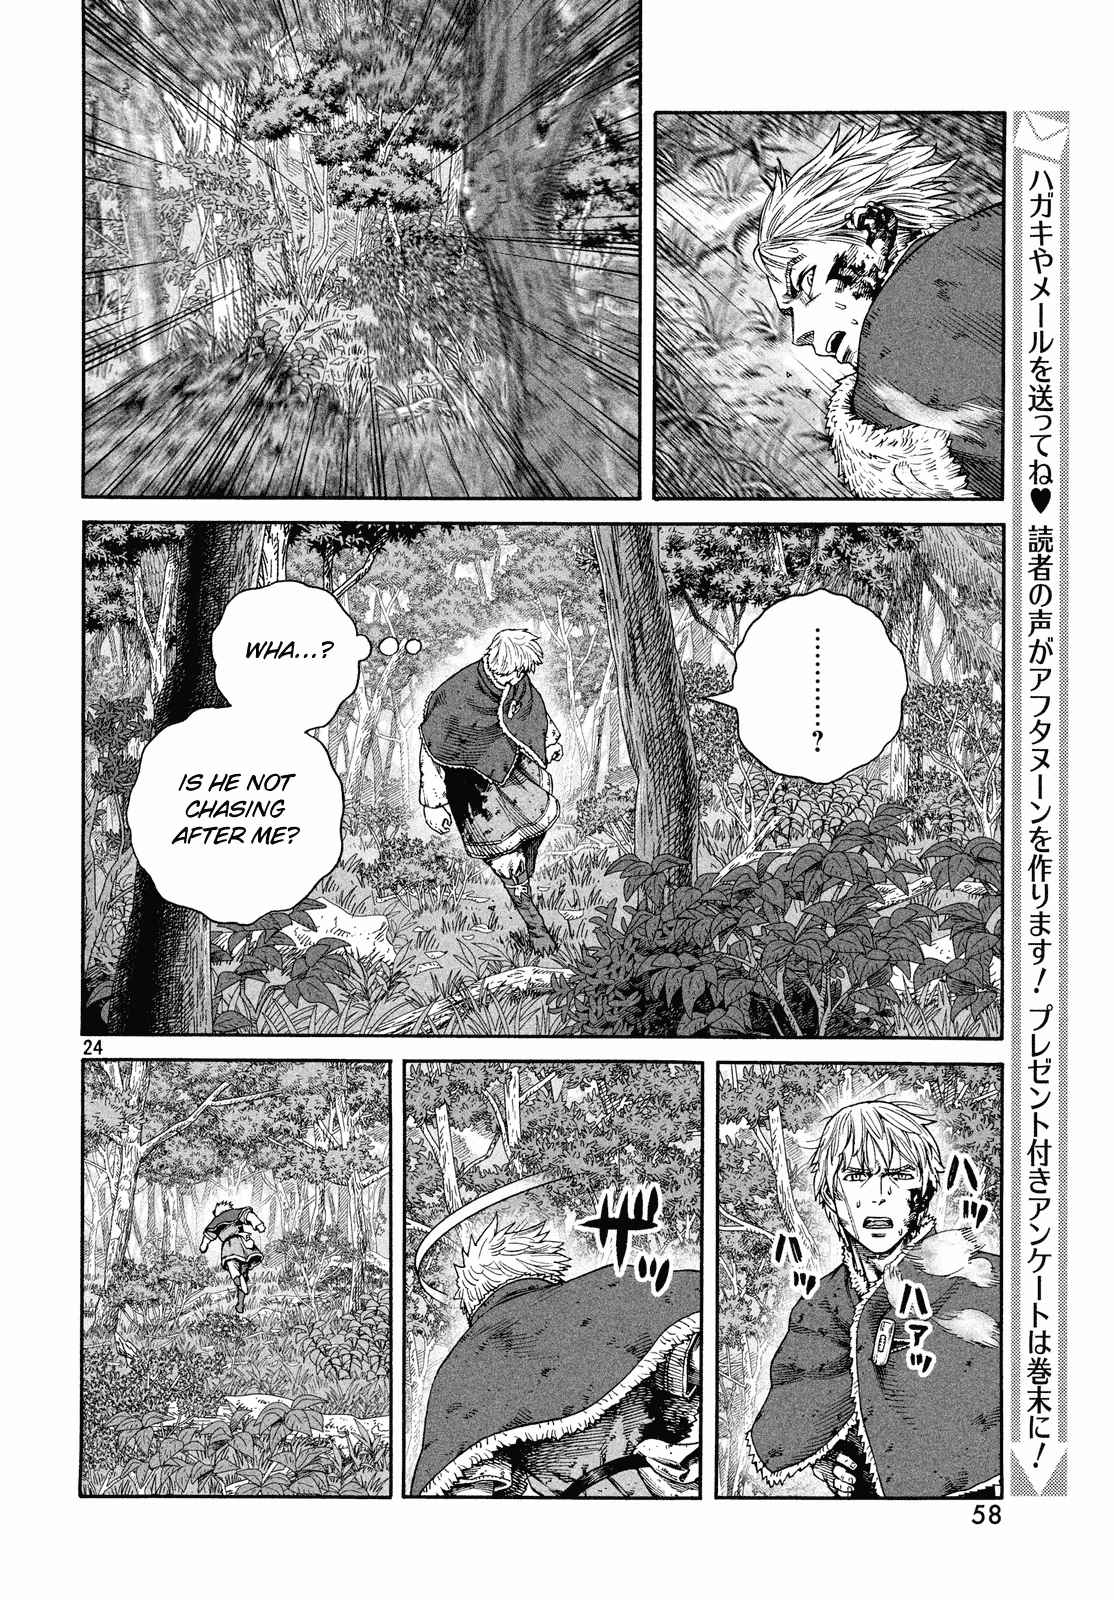 ハガキやメールを送ってね♥ 読者の声がアフタヌーンを作ります! プレゼント付きアンケートは巻末に!
…………?
WHA...?
IS HE NOT
CHASING
AFTER ME?
24
ハァッ
ハァッ
ハァッ
ザッ
58